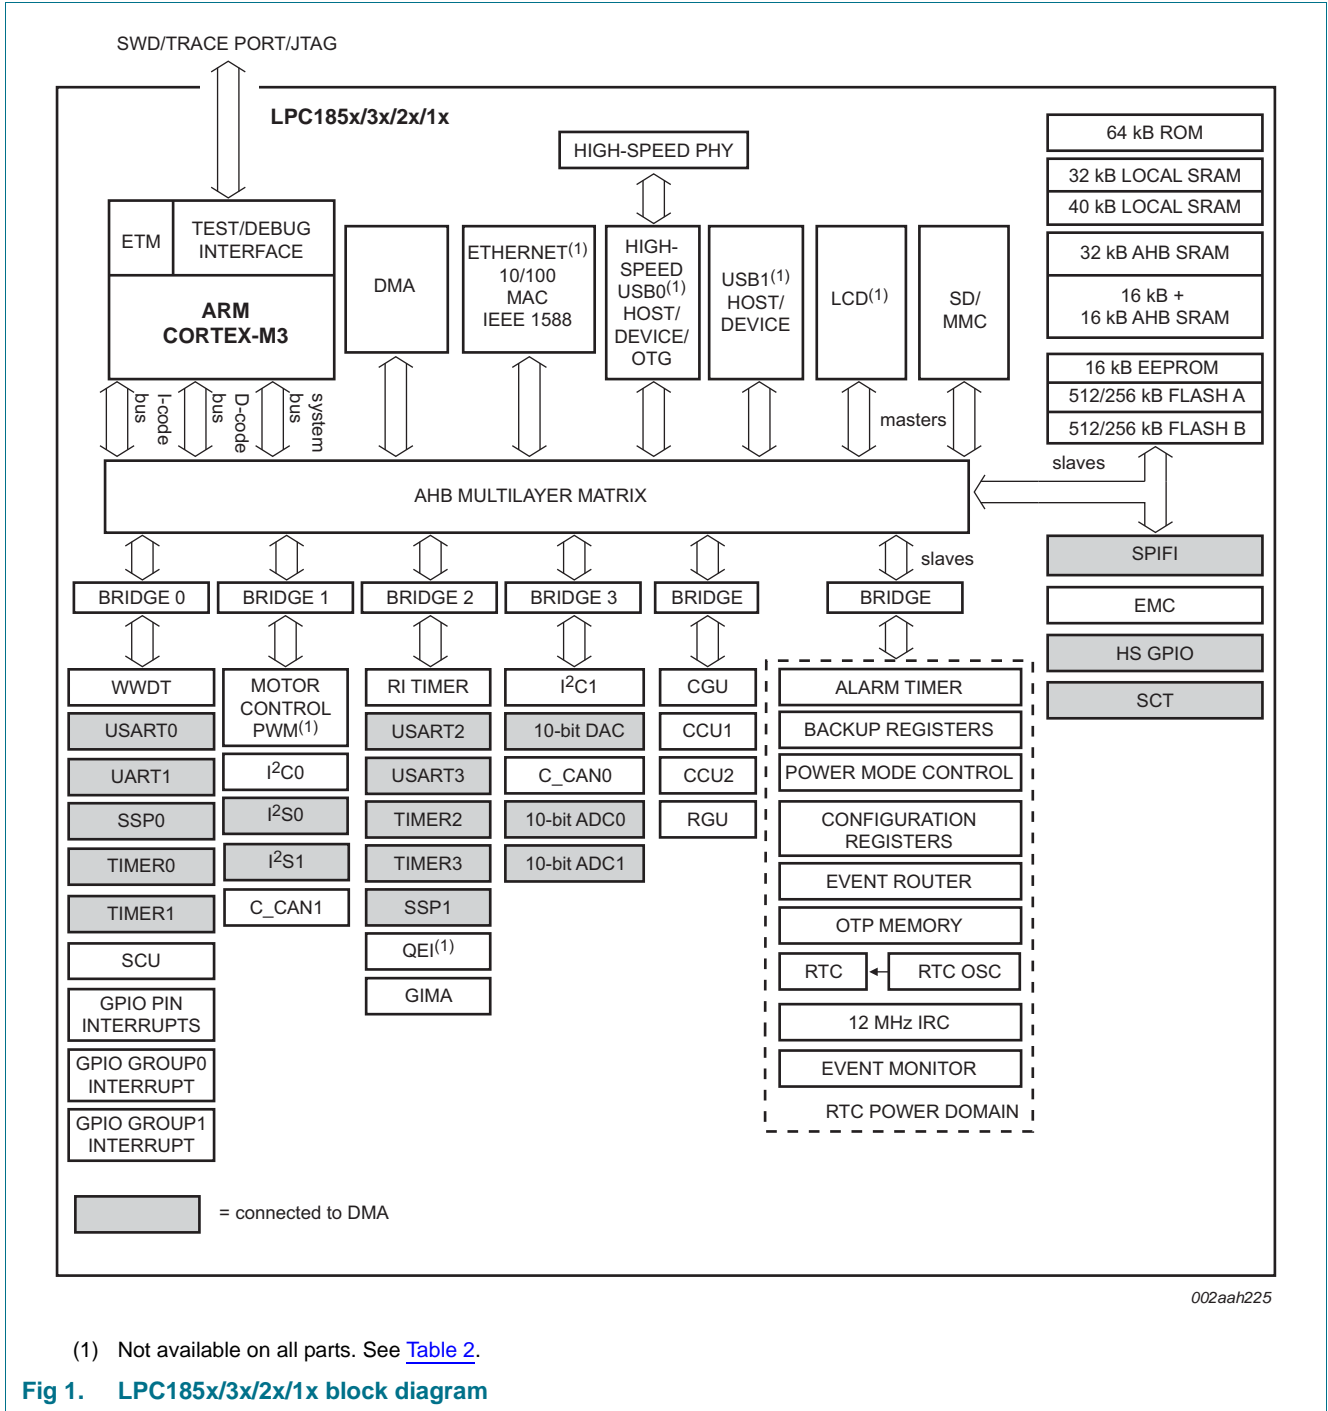 SWD/TRACE PORT/JTAG
LPC185x/3x/2x/1x
HIGH-SPEED PHY
ETM
TEST/DEBUG
INTERFACE
ARM
CORTEX-M3
DMA
ETHERNET(1)
10/100
MAC
IEEE 1588
HIGH-
SPEED
USB0(1)
HOST/
DEVICE/
OTG
USB1(1)
HOST/
DEVICE
LCD(1)
SD/
MMC
64 kB ROM
32 kB LOCAL SRAM
40 kB LOCAL SRAM
32 kB AHB SRAM
16 kB +
16 kB AHB SRAM
16 kB EEPROM
512/256 kB FLASH A
512/256 kB FLASH B
I-code
bus
D-code
bus
system
bus
masters
slaves
AHB MULTILAYER MATRIX
slaves
SPIFI
EMC
HS GPIO
SCT
BRIDGE 0
BRIDGE 1
BRIDGE 2
BRIDGE 3
BRIDGE
BRIDGE
WWDT
USART0
UART1
SSP0
TIMER0
TIMER1
SCU
GPIO PIN
INTERRUPTS
GPIO GROUP0
INTERRUPT
GPIO GROUP1
INTERRUPT
MOTOR
CONTROL
PWM(1)
I2C0
I2S0
I2S1
C_CAN1
RI TIMER
USART2
USART3
TIMER2
TIMER3
SSP1
QEI(1)
GIMA
I2C1
10-bit DAC
C_CAN0
10-bit ADC0
10-bit ADC1
CGU
CCU1
CCU2
RGU
ALARM TIMER
BACKUP REGISTERS
POWER MODE CONTROL
CONFIGURATION
REGISTERS
EVENT ROUTER
OTP MEMORY
RTC
RTC OSC
12 MHz IRC
EVENT MONITOR
RTC POWER DOMAIN
= connected to DMA
002aah225
(1) Not available on all parts. See Table 2.
Fig 1. LPC185x/3x/2x/1x block diagram